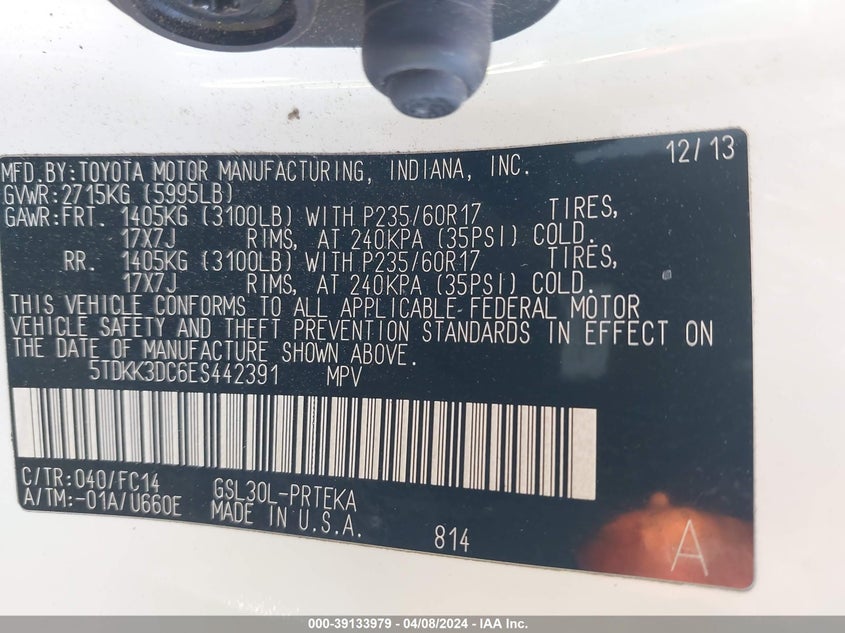 12/13
MFD.BY:TOYOTA MOTOR MANUFACTURING, INDIANA, INC.
GVWR:2715KG (5995LB)
GAWR:FRT. 1405KG (3100LB) WITH P235/60R17 TIRES,
17X7J RIMS, AT 240KPA (35PSI) COLD.
RR. 1405KG (3100LB) WITH P235/60R17 TIRES,
17X7J RIMS, AT 240KPA (35PSI) COLD.
THIS VEHICLE CONFORMS TO ALL APPLICABLE FEDERAL MOTOR
VEHICLE SAFETY AND THEFT PREVENTION STANDARDS IN EFFECT ON
THE DATE OF MANUFACTURE SHOWN ABOVE.
5TDKK3DC6ES442391 MPV
C/TR:040/FC14 GSL30L-PRTEKA
A/TM:-01A/U660E MADE IN U.S.A.
814 A
000-39133979 - 04/08/2024 - IAA Inc.